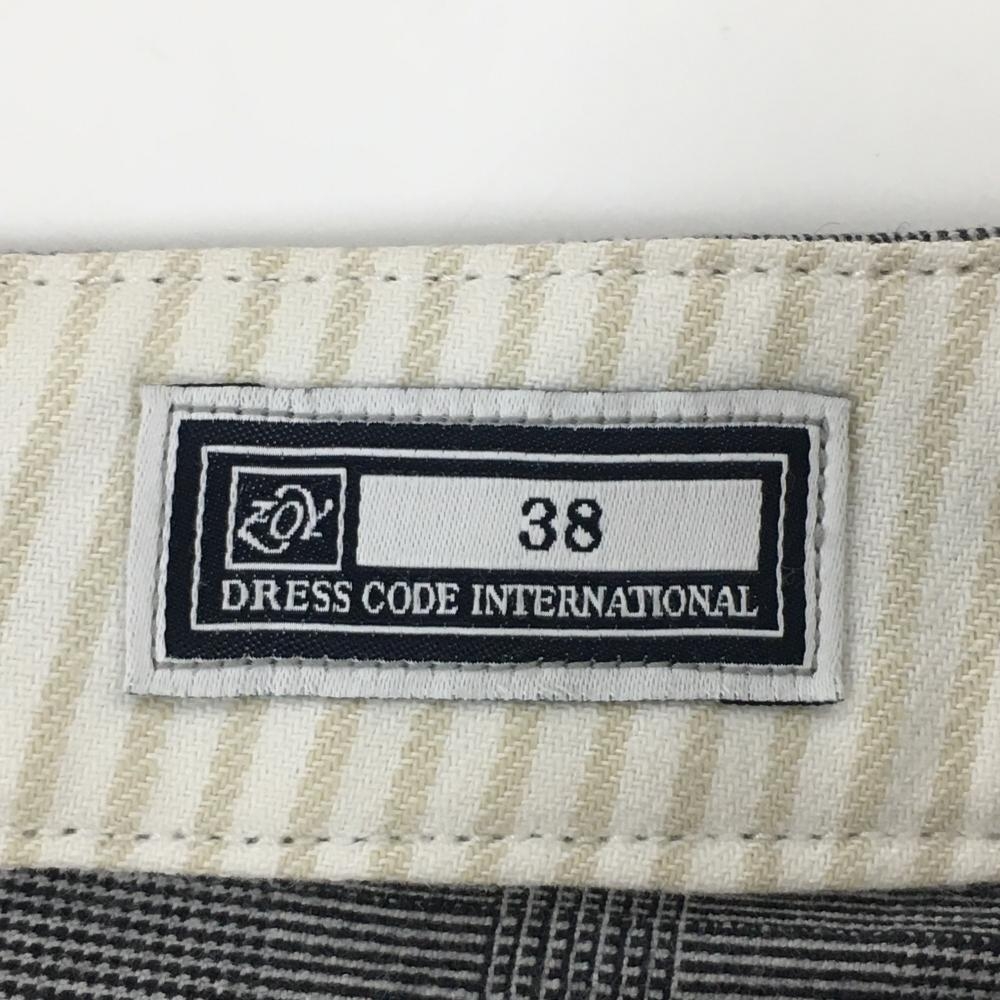 ZOY 38
DRESS CODE INTERNATIONAL